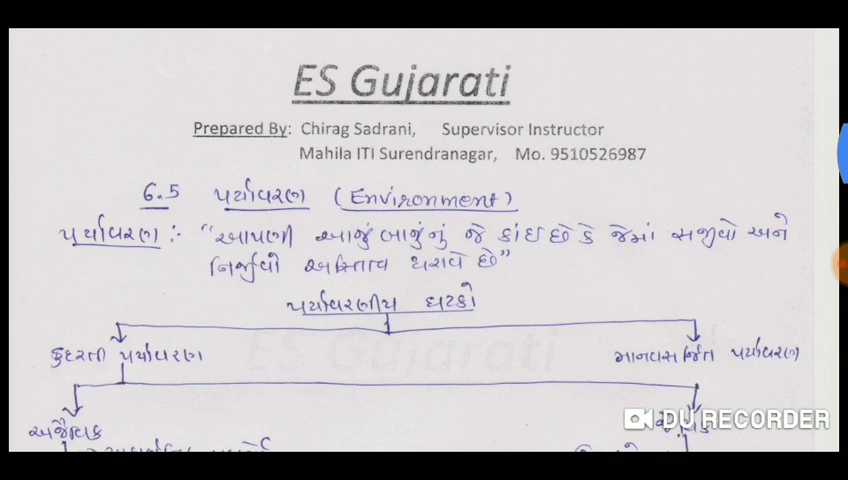 ES Gujarati
Prepared By: Chirag Sadrani, Supervisor Instructor
Mahila ITI Surendranagar, Mo. 9510526987
6.5 પર્યાવરણ (Environment)
પર્યાવરણ :- "આપણી આજુબાજુનું જે કાંઇ છે કે જેમાં સજીવો અને
નિર્જીવો અસ્તિત્વ ધરાવે છે"
પર્યાવરણીય ઘટકો
કુદરતી પર્યાવરણ માનવસર્જિત પર્યાવરણ
ES Gujarati
અજૈવિક
DU RECORDER